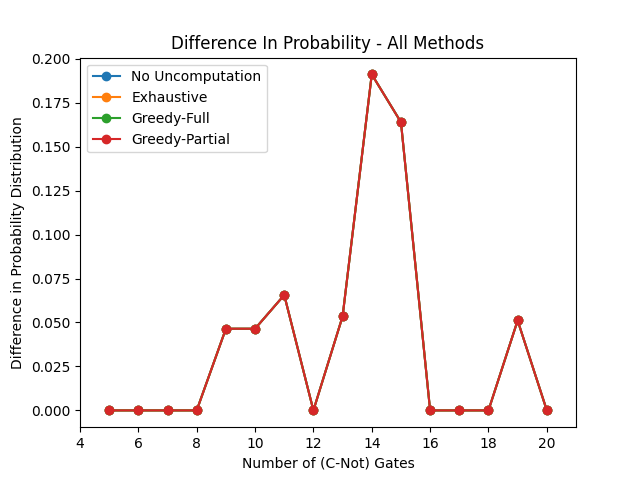 Difference In Probability - All Methods
No Uncomputation
Exhaustive
Greedy-Full
Greedy-Partial
Difference in Probability Distribution
0.200
0.175
0.150
0.125
0.100
0.075
0.050
0.025
0.000
4 6 8 10 12 14 16 18 20
Number of (C-Not) Gates